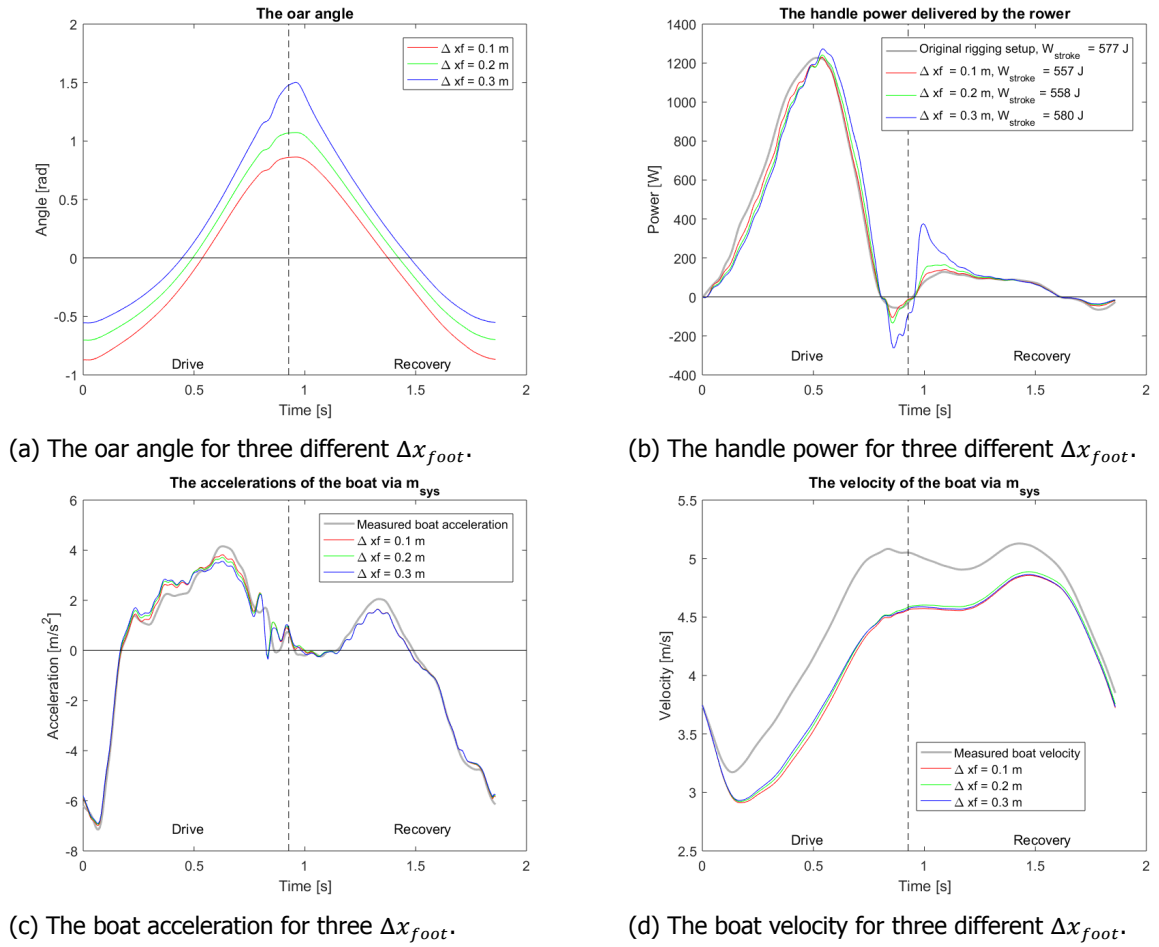 The oar angle
2
1.5
1
0.5
0
-0.5
-1
Angle [rad]
Δ xf = 0.1 m
Δ xf = 0.2 m
Δ xf = 0.3 m
Drive
Recovery
0 0.5 1 1.5 2
Time [s]
(a) The oar angle for three different Δx_foot.
The handle power delivered by the rower
1400
1200
1000
800
600
400
200
0
-200
-400
Power [W]
Original rigging setup, W_stroke = 577 J
Δ xf = 0.1 m, W_stroke = 557 J
Δ xf = 0.2 m, W_stroke = 558 J
Δ xf = 0.3 m, W_stroke = 580 J
Drive
Recovery
0 0.5 1 1.5 2
Time [s]
(b) The handle power for three different Δx_foot.
The accelerations of the boat via m_sys
6
4
2
0
-2
-4
-6
-8
Acceleration [m/s²]
Measured boat acceleration
Δ xf = 0.1 m
Δ xf = 0.2 m
Δ xf = 0.3 m
Drive
Recovery
0 0.5 1 1.5 2
Time [s]
(c) The boat acceleration for three Δx_foot.
The velocity of the boat via m_sys
5.5
5
4.5
4
3.5
3
2.5
Velocity [m/s]
Measured boat velocity
Δ xf = 0.1 m
Δ xf = 0.2 m
Δ xf = 0.3 m
Drive
Recovery
0 0.5 1 1.5 2
Time [s]
(d) The boat velocity for three different Δx_foot.